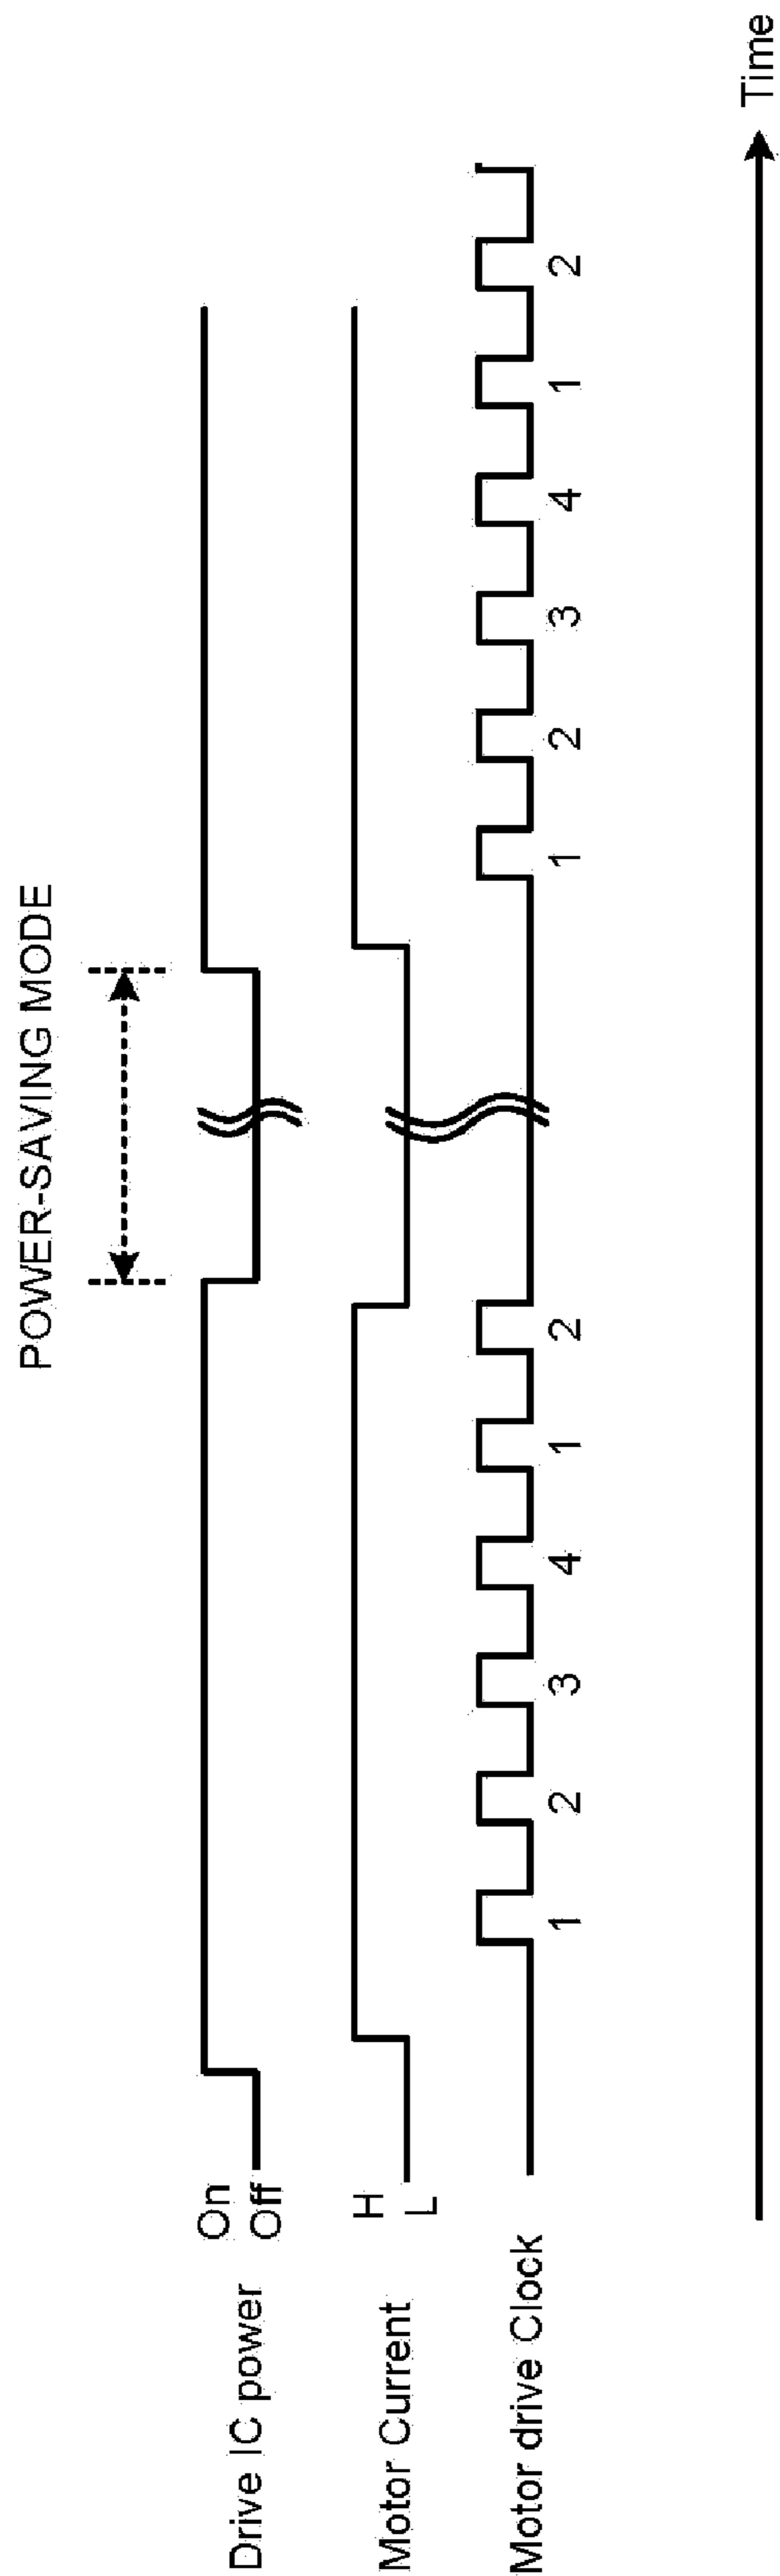 POWER-SAVING MODE
Drive IC power
On
Off
Motor Current
H
L
Motor drive Clock
1 2 3 4 1 2 1 2 3 4 1 2
Time